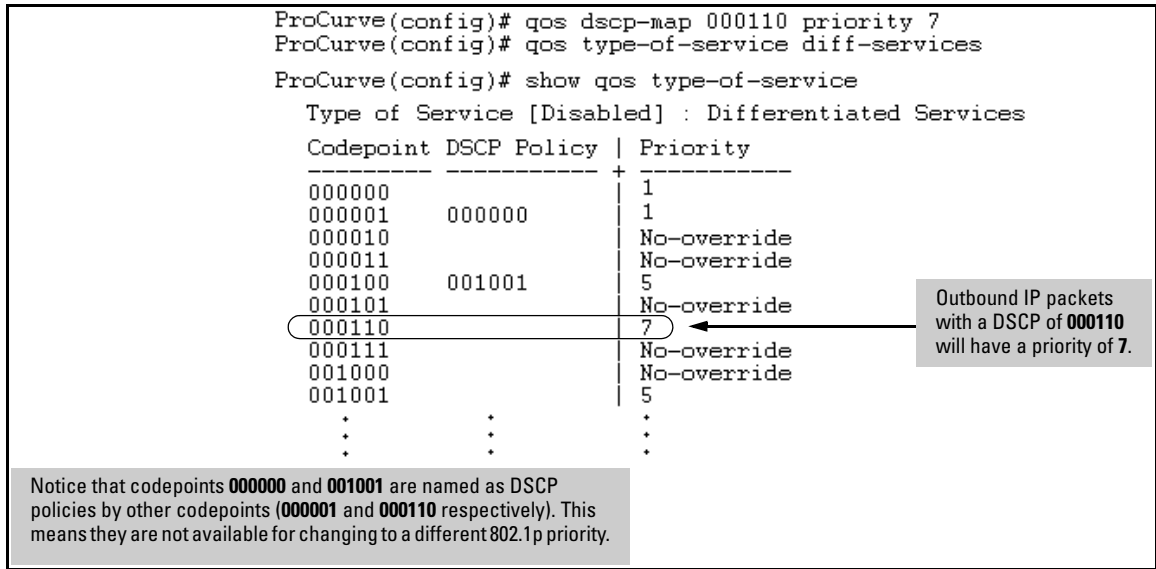 ProCurve(config)# qos dscp-map 000110 priority 7
ProCurve(config)# qos type-of-service diff-services
ProCurve(config)# show qos type-of-service
Type of Service [Disabled] : Differentiated Services
Codepoint DSCP Policy | Priority
--------- ----------- + -----------
000000 | 1
000001 000000 | 1
000010 | No-override
000011 | No-override
000100 001001 | 5
000101 | No-override
000110 | 7
000111 | No-override
001000 | No-override
001001 | 5
. . .
. . .
. . .
Outbound IP packets
with a DSCP of 000110
will have a priority of 7.
Notice that codepoints 000000 and 001001 are named as DSCP
policies by other codepoints (000001 and 000110 respectively). This
means they are not available for changing to a different 802.1p priority.